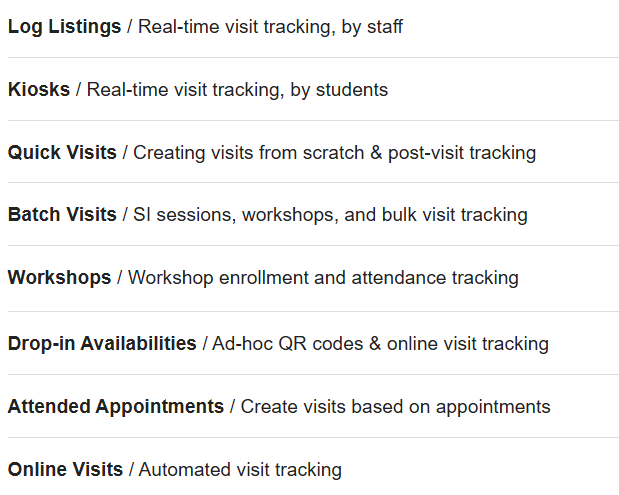 Log Listings / Real-time visit tracking, by staff
Kiosks / Real-time visit tracking, by students
Quick Visits / Creating visits from scratch & post-visit tracking
Batch Visits / SI sessions, workshops, and bulk visit tracking
Workshops / Workshop enrollment and attendance tracking
Drop-in Availabilities / Ad-hoc QR codes & online visit tracking
Attended Appointments / Create visits based on appointments
Online Visits / Automated visit tracking